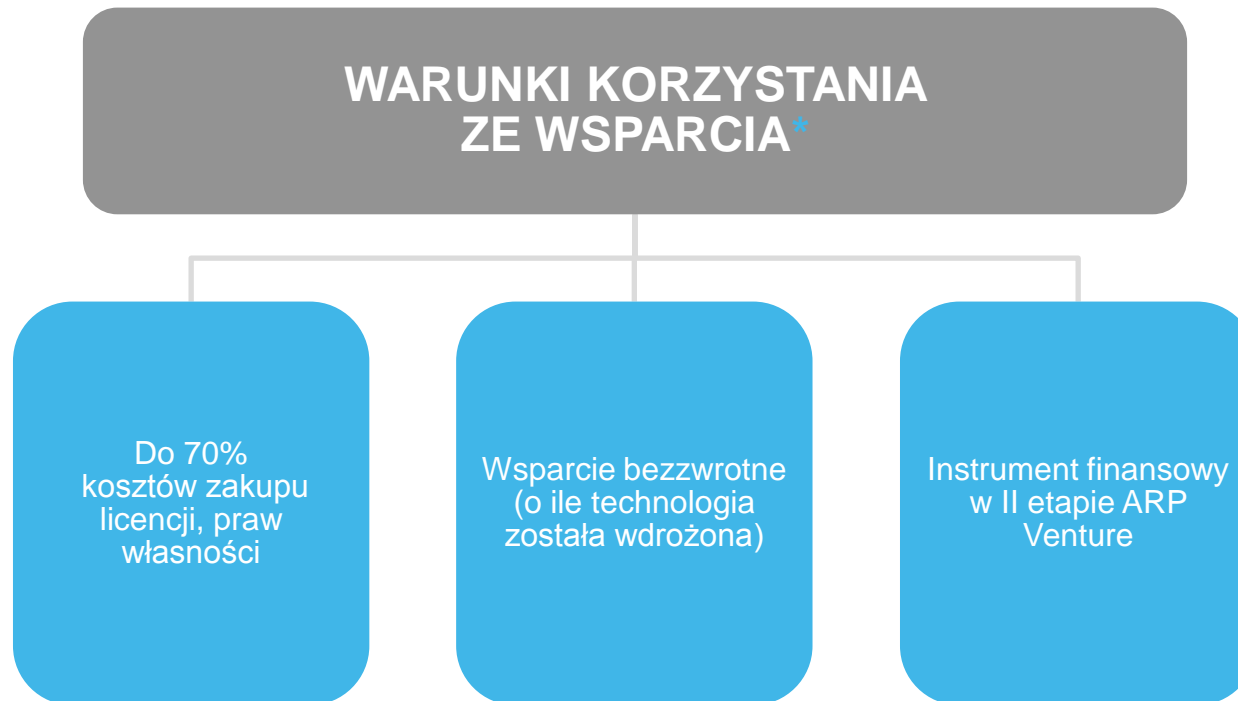 WARUNKI KORZYSTANIA
ZE WSPARCIA*
Do 70%
kosztów zakupu
licencji, praw
własności
Wsparcie bezzwrotne
(o ile technologia
została wdrożona)
Instrument finansowy
w II etapie ARP
Venture